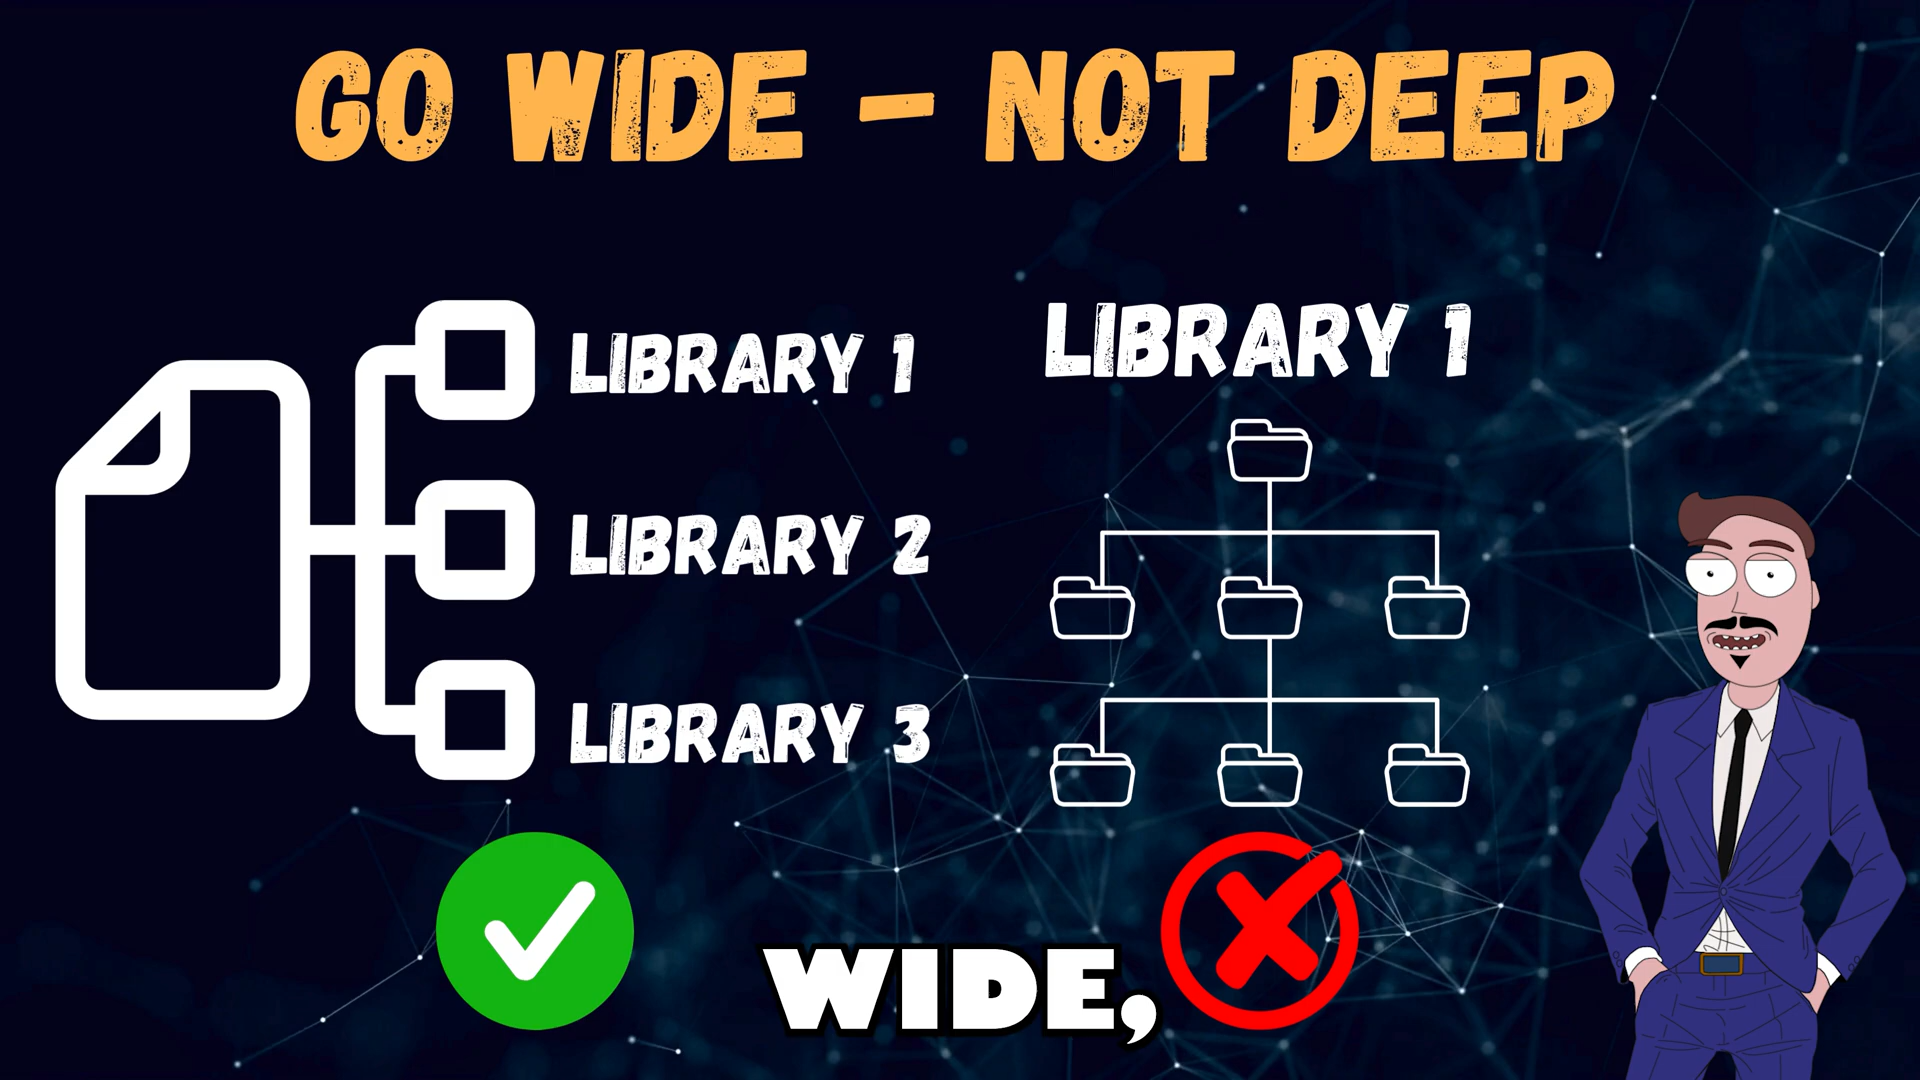 GO WIDE - NOT DEEP
LIBRARY 1
LIBRARY 2
LIBRARY 3
LIBRARY 1
WIDE,